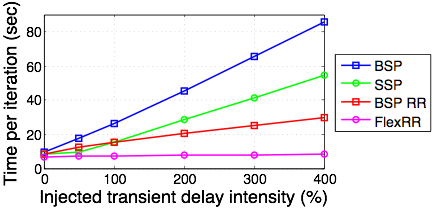 Time per iteration (sec)
80
60
40
20
0
0
100
200
300
400
Injected transient delay intensity (%)
BSP
SSP
BSP RR
FlexRR